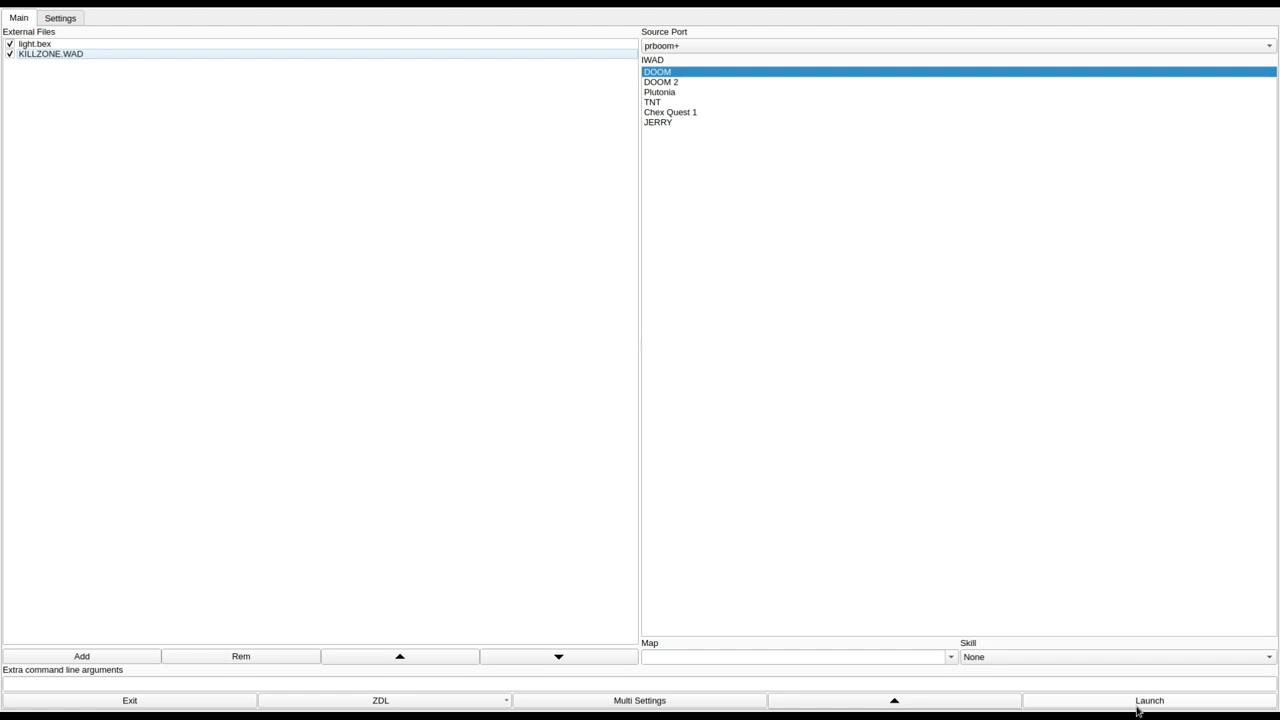 Main Settings
External Files
light.bex
KILLZONE.WAD
Source Port
prboom+
IWAD
DOOM
DOOM 2
Plutonia
TNT
Chex Quest 1
JERRY
Map Skill
None
Add Rem
Extra command line arguments
Exit ZDL Multi Settings Launch